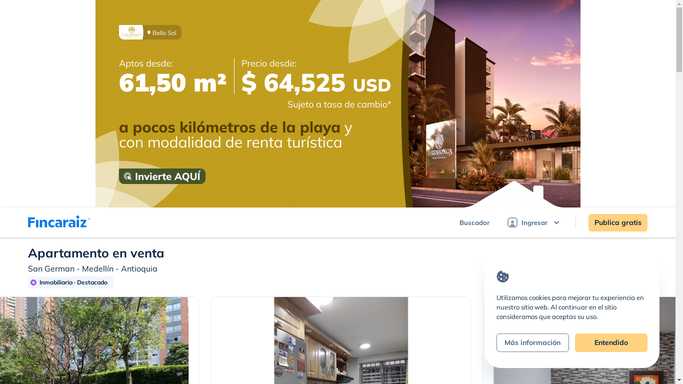 Bello Sol
Aptos desde:
61,50 m²
Precio desde:
$ 64,525 USD
Sujeto a tasa de cambio*
a pocos kilómetros de la playa y
con modalidad de renta turística
Invierte AQUÍ
Fincaraiz
Buscador
Ingresar
Publica gratis
Apartamento en venta
San German - Medellín - Antioquia
Inmobiliaria · Destacado
Utilizamos cookies para mejorar tu experiencia en
nuestro sitio web. Al continuar en el sitio
consideramos que aceptas su uso.
Más información
Entendido